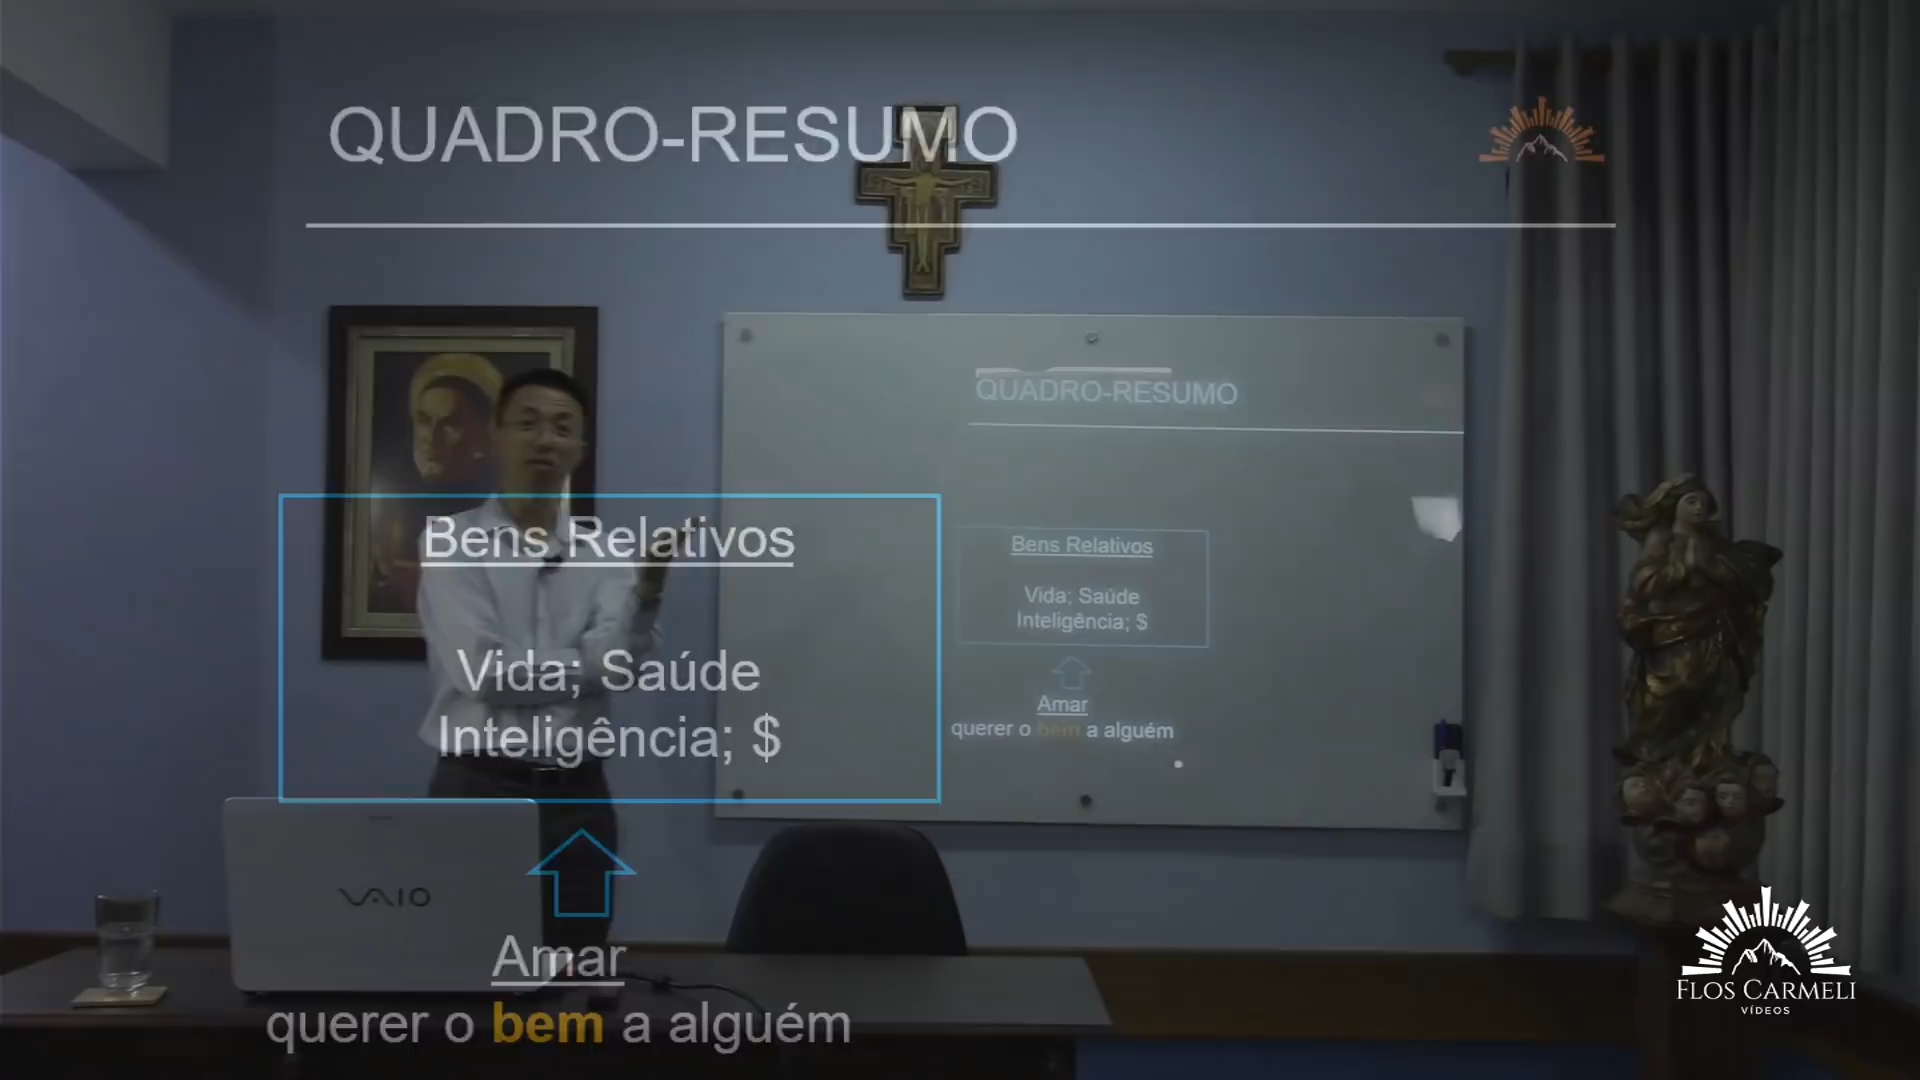 QUADRO-RESUMO
Bens Relativos
Vida; Saúde
Inteligência; $
Amar
querer o bem a alguém
QUADRO-RESUMO
Bens Relativos
Vida; Saúde
Inteligência; $
Amar
querer o bem a alguém
VAIO
FLOS CARMELI
VÍDEOS